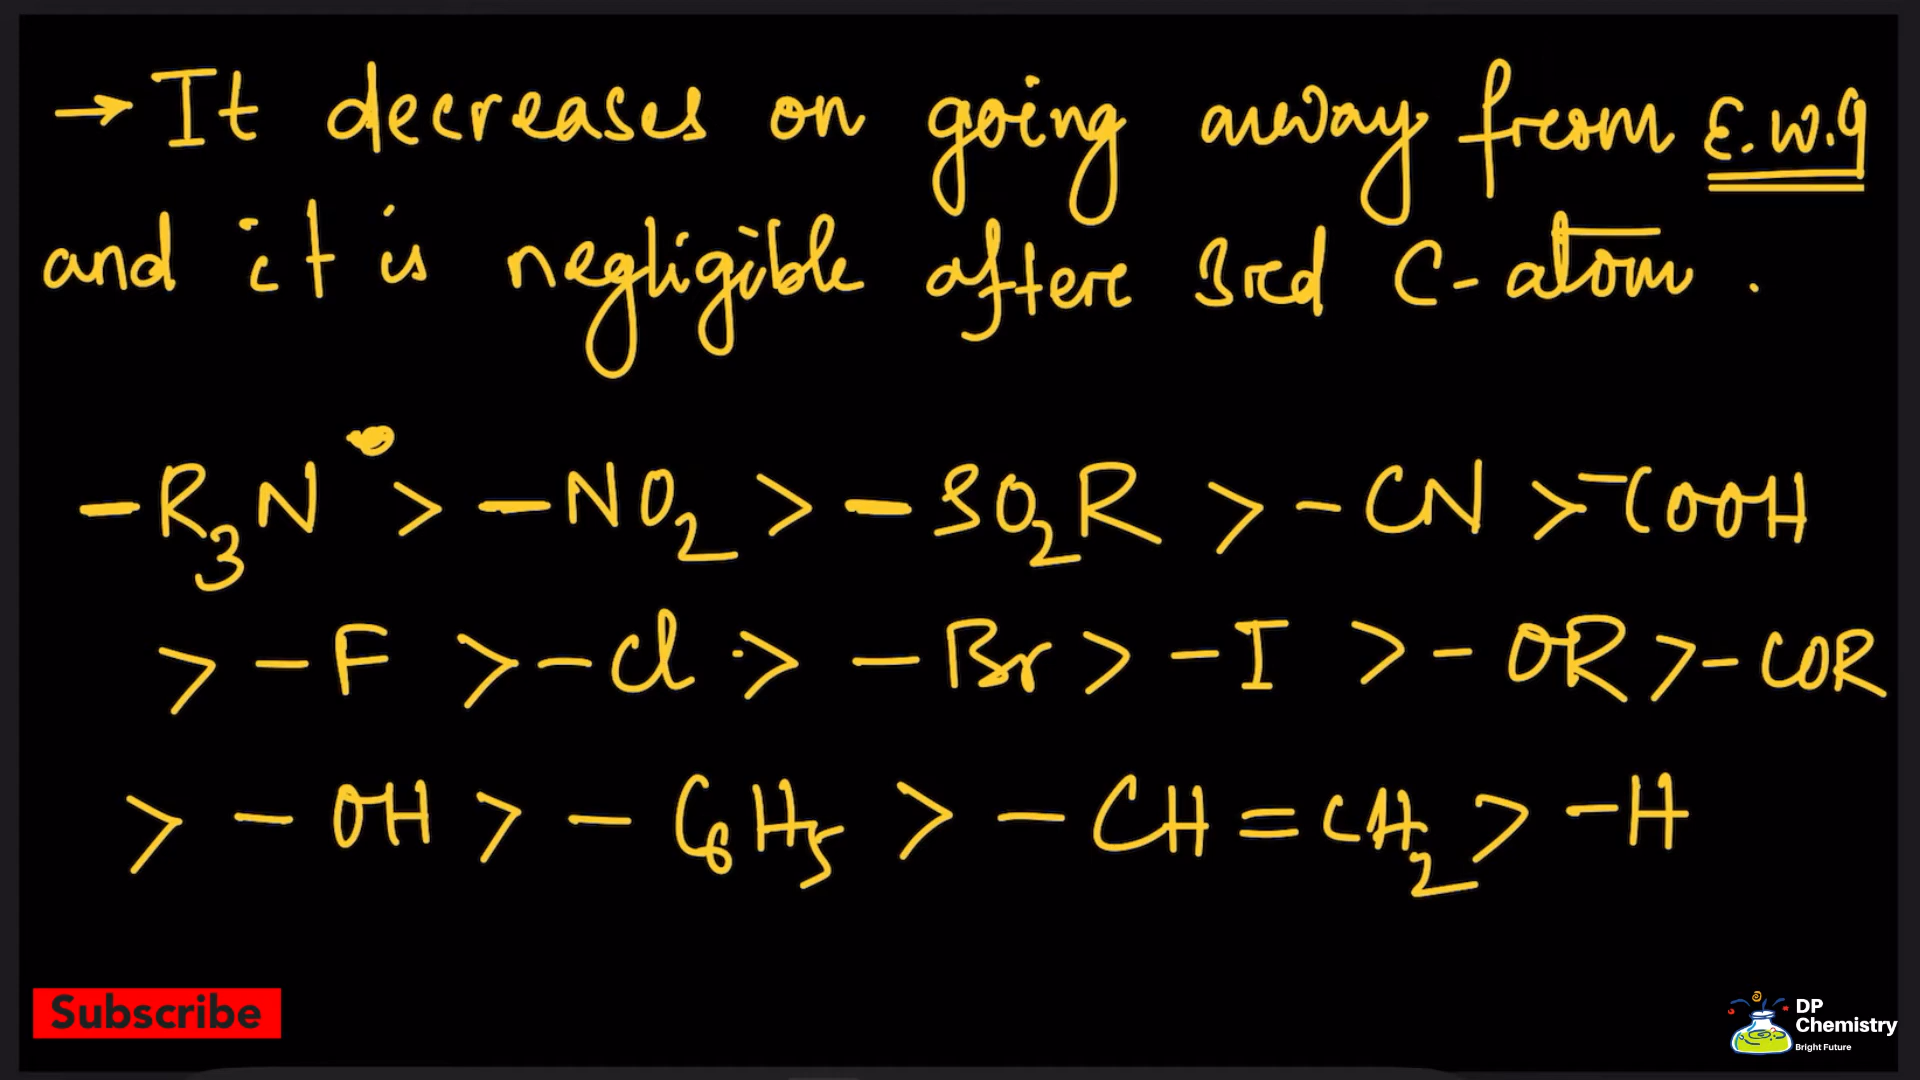 → It decreases on going away from E.W.G
and it is negligible after 3rd C-atom.
-R₃N > -NO₂ > -SO₂R > -CN > -COOH
> -F > -Cl > -Br > -I > -OR > -COR
> -OH > -C₆H₅ > -CH=CH₂ > -H
Subscribe
DP
Chemistry
Bright Future